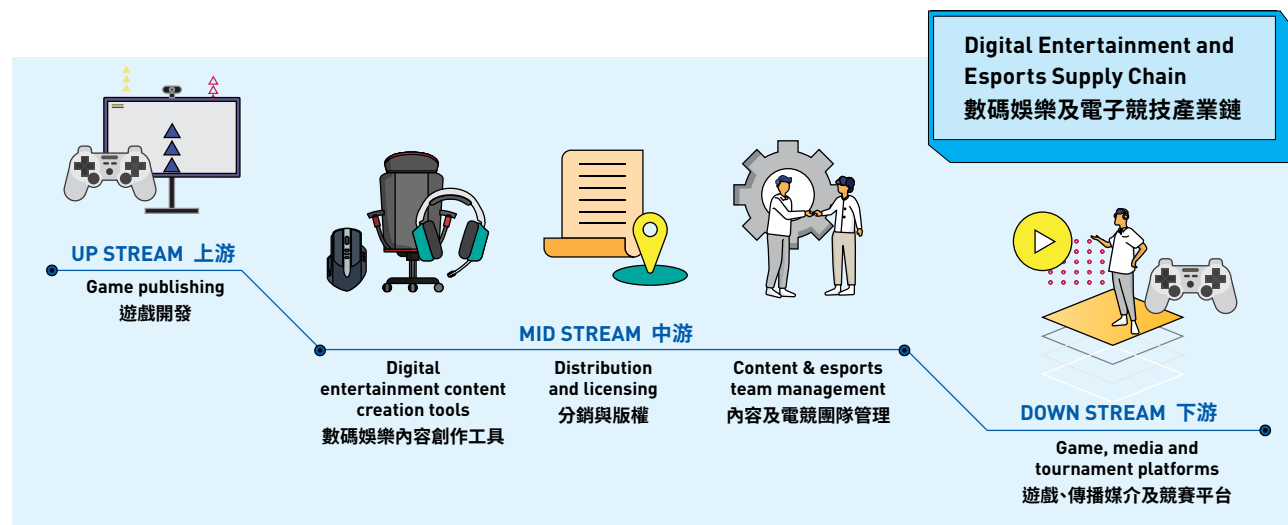 Digital Entertainment and
Esports Supply Chain
數碼娛樂及電子競技產業鏈
UP STREAM 上游
Game publishing
遊戲開發
MID STREAM 中游
Digital
entertainment content
creation tools
數碼娛樂內容創作工具
Distribution
and licensing
分銷與版權
Content & esports
team management
內容及電競團隊管理
DOWN STREAM 下游
Game, media and
tournament platforms
遊戲、傳播媒介及競賽平台